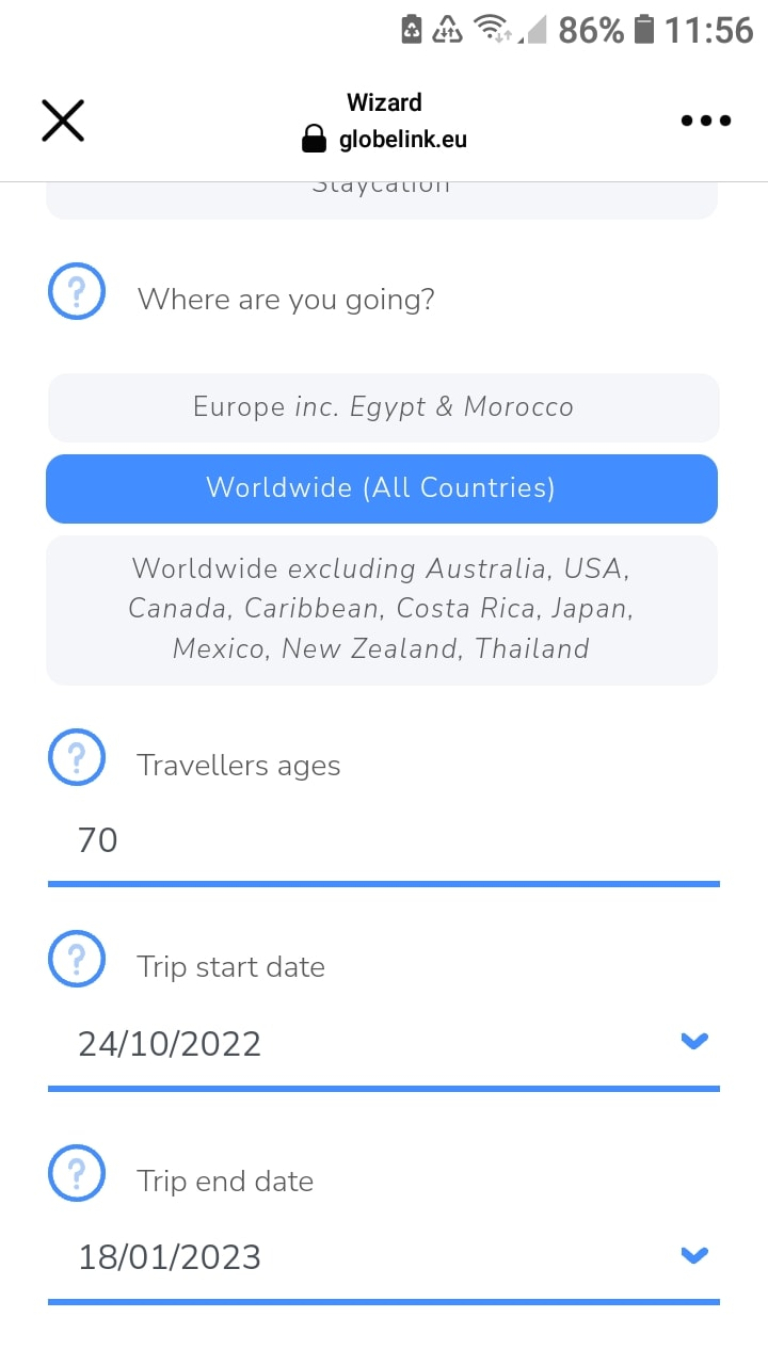 86% 11:56
Wizard
globelink.eu
Staycation
? Where are you going?
Europe inc. Egypt & Morocco
Worldwide (All Countries)
Worldwide excluding Australia, USA,
Canada, Caribbean, Costa Rica, Japan,
Mexico, New Zealand, Thailand
? Travellers ages
70
? Trip start date
24/10/2022
? Trip end date
18/01/2023